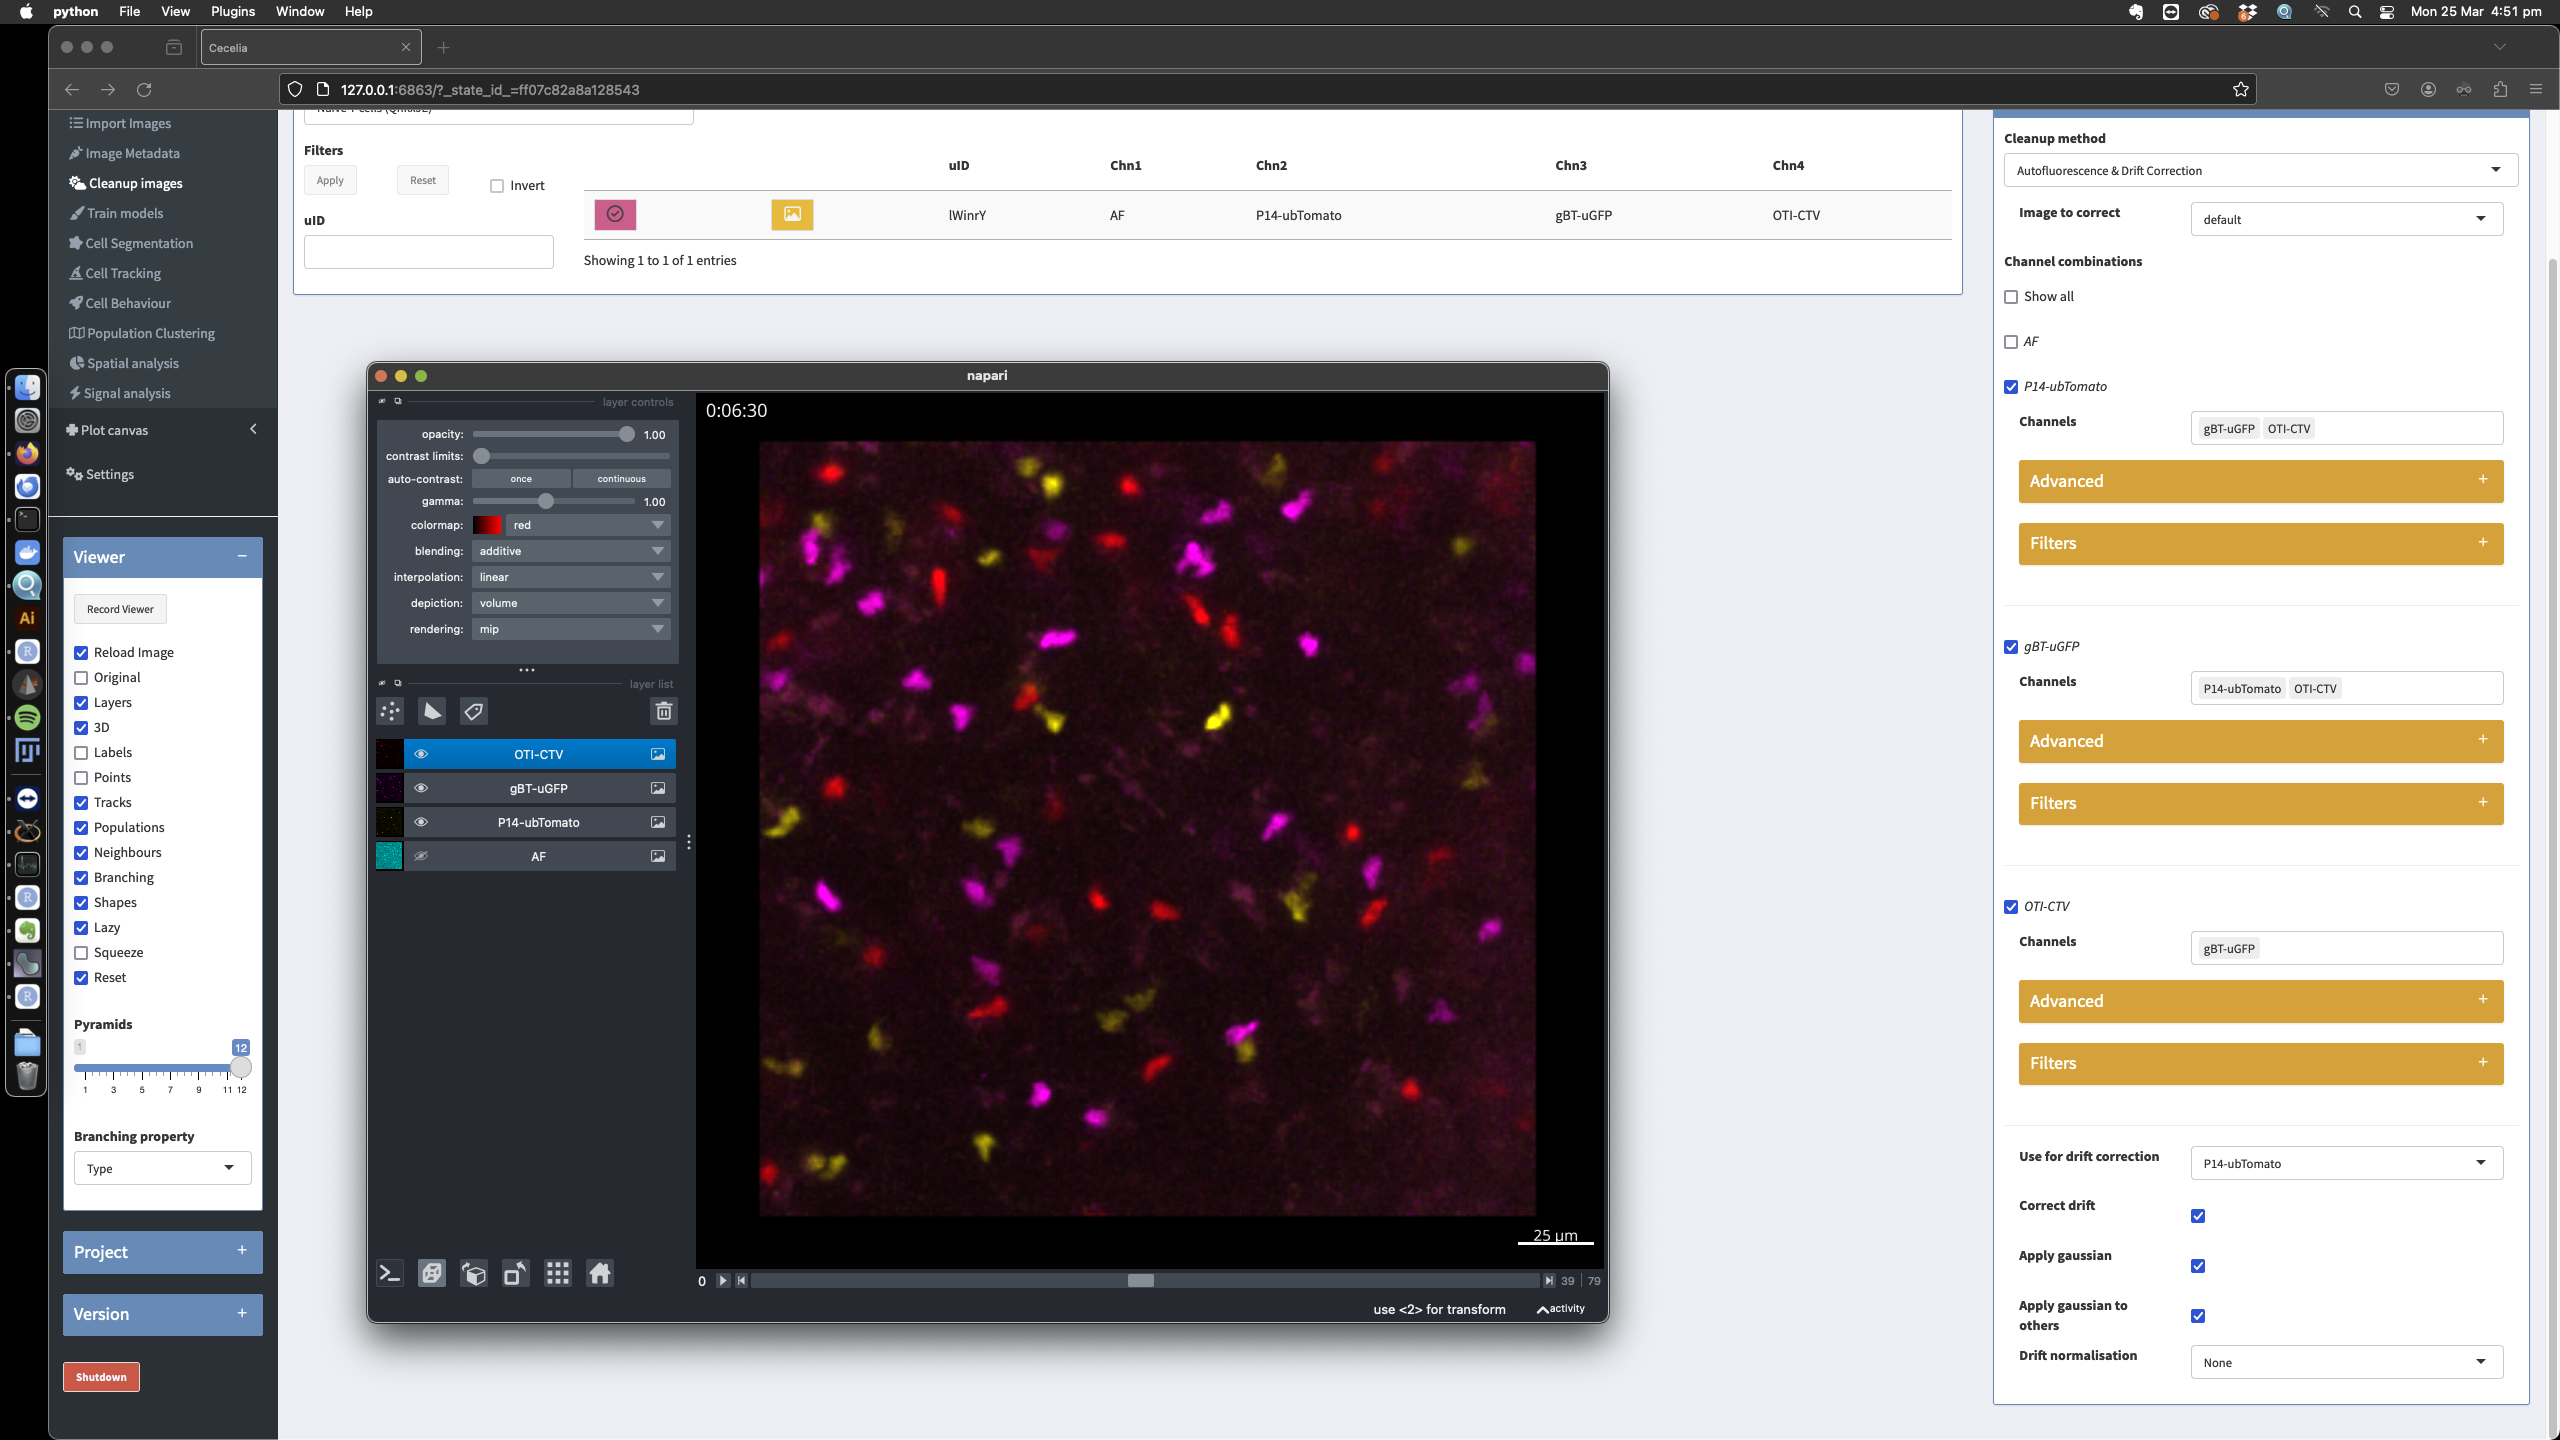 python File View Plugins Window Help
Mon 25 Mar 4:51 pm
Cecelia
127.0.0.1:6863/?_state_id_=ff07c82a8a128543
Import Images
Image Metadata
Cleanup images
Train models
Cell Segmentation
Cell Tracking
Cell Behaviour
Population Clustering
Spatial analysis
Signal analysis
Plot canvas
Settings
Viewer
Record Viewer
Reload Image
Original
Layers
3D
Labels
Points
Tracks
Populations
Neighbours
Branching
Shapes
Lazy
Squeeze
Reset
Pyramids
1 12
1 3 5 7 9 11 12
Branching property
Type
Project
Version
Shutdown
Filters
Apply Reset Invert
uID
uID Chn1 Chn2 Chn3 Chn4
lWinrY AF P14-ubTomato gBT-uGFP OTI-CTV
Showing 1 to 1 of 1 entries
napari
layer controls
opacity: 1.00
contrast limits:
auto-contrast: once continuous
gamma: 1.00
colormap: red
blending: additive
interpolation: linear
depiction: volume
rendering: mip
layer list
OTI-CTV
gBT-uGFP
P14-ubTomato
AF
0:06:30
25 μm
0 39 79
use <2> for transform activity
Cleanup method
Autofluorescence & Drift Correction
Image to correct default
Channel combinations
Show all
AF
P14-ubTomato
Channels gBT-uGFP OTI-CTV
Advanced
Filters
gBT-uGFP
Channels P14-ubTomato OTI-CTV
Advanced
Filters
OTI-CTV
Channels gBT-uGFP
Advanced
Filters
Use for drift correction P14-ubTomato
Correct drift
Apply gaussian
Apply gaussian to
others
Drift normalisation None
Ai
R
R
R